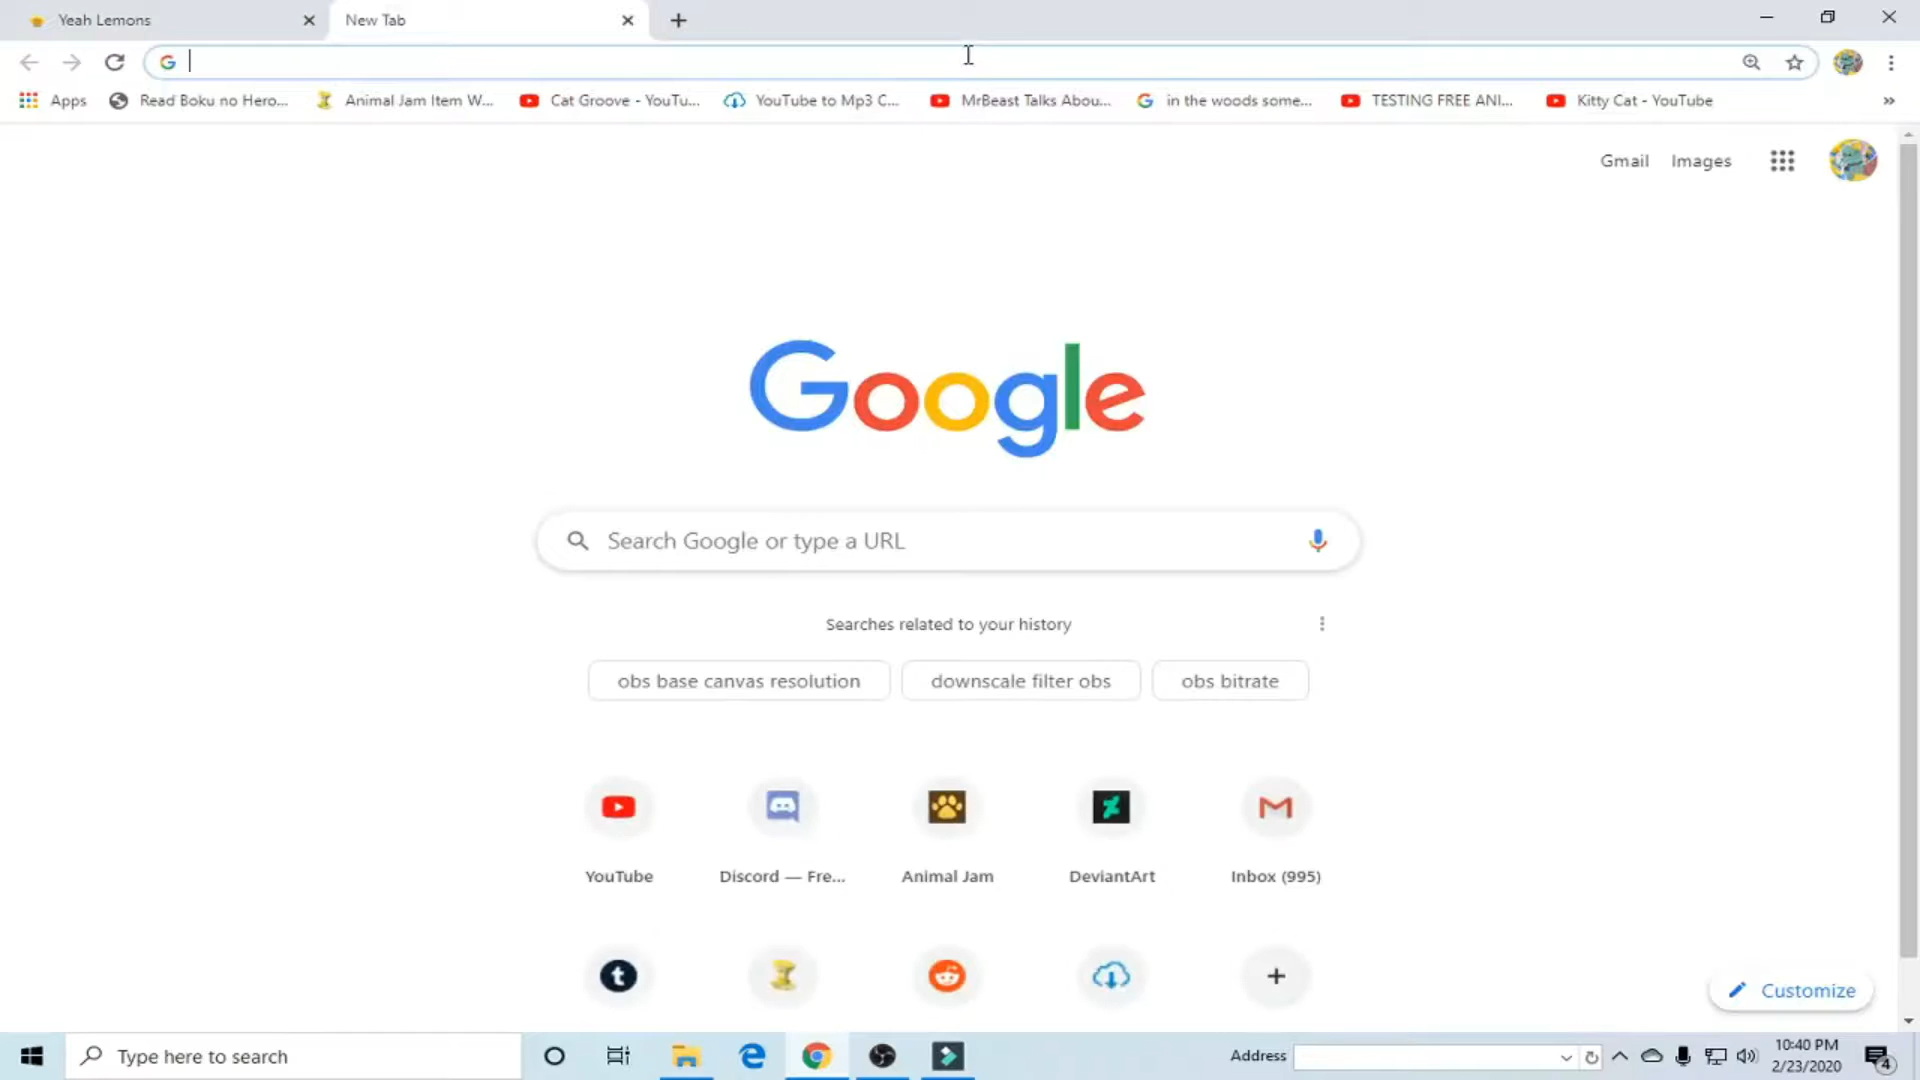 Yeah Lemons
New Tab
Apps
Read Boku no Hero...
Animal Jam Item W...
Cat Groove - YouTu...
YouTube to Mp3 C...
MrBeast Talks Abou...
in the woods some...
TESTING FREE ANI...
Kitty Cat - YouTube
Gmail
Images
Google
Search Google or type a URL
Searches related to your history
obs base canvas resolution
downscale filter obs
obs bitrate
YouTube
Discord — Fre...
Animal Jam
DeviantArt
Inbox (995)
Customize
Type here to search
Address
10:40 PM
2/23/2020
4